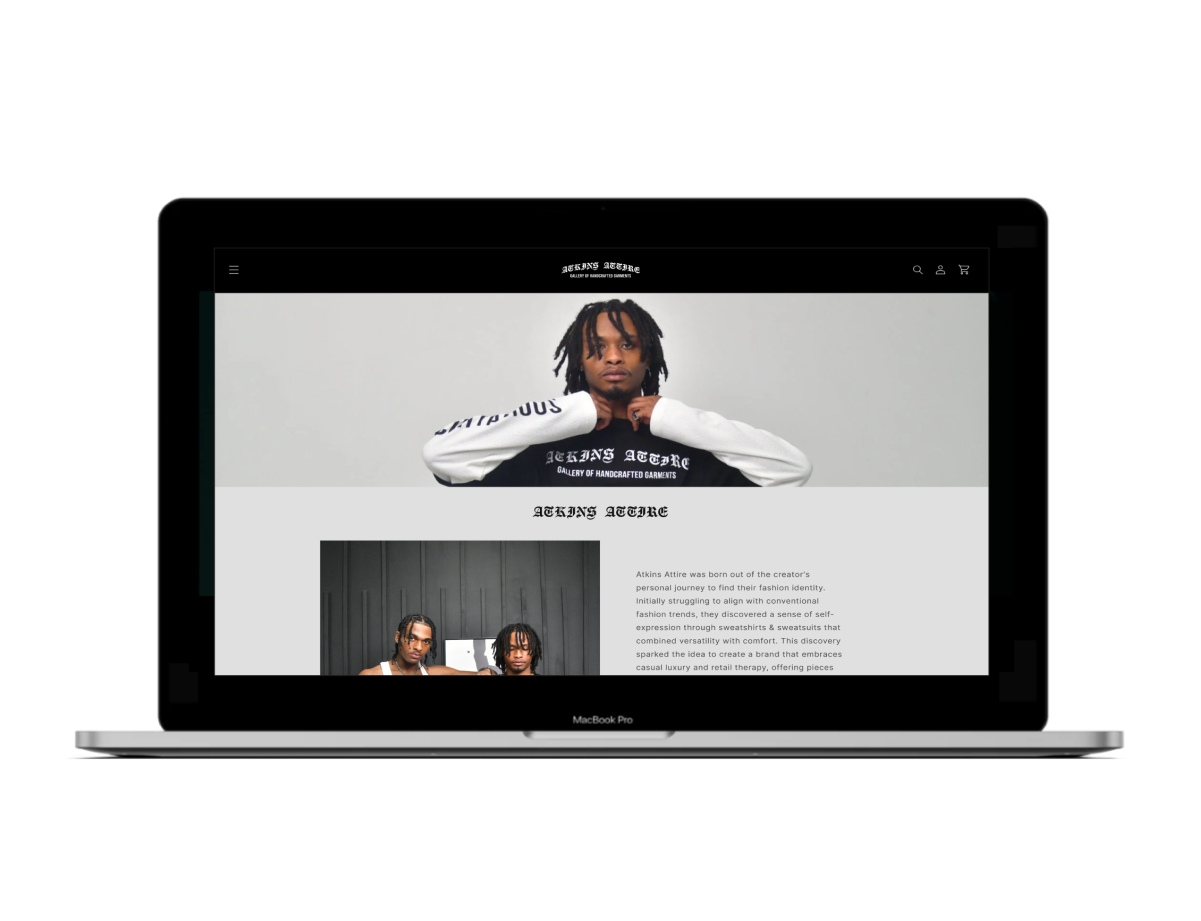 ATKINS ATTIRE
GALLERY OF HANDCRAFTED GARMENTS
ATKINS ATTIRE
GALLERY OF HANDCRAFTED GARMENTS
ATKINS ATTIRE
Atkins Attire was born out of the creator's
personal journey to find their fashion identity.
Initially struggling to align with conventional
fashion trends, they discovered a sense of self-
expression through sweatshirts & sweatsuits that
combined versatility with comfort. This discovery
sparked the idea to create a brand that embraces
casual luxury and retail therapy, offering pieces
MacBook Pro